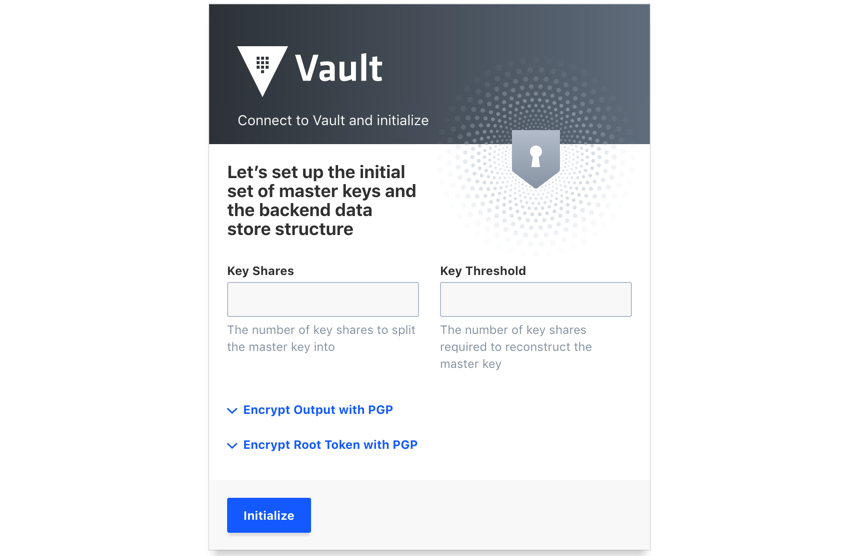 Vault
Connect to Vault and initialize
Let’s set up the initial
set of master keys and
the backend data
store structure
Key Shares
The number of key shares to split
the master key into
Key Threshold
The number of key shares
required to reconstruct the
master key
Encrypt Output with PGP
Encrypt Root Token with PGP
Initialize